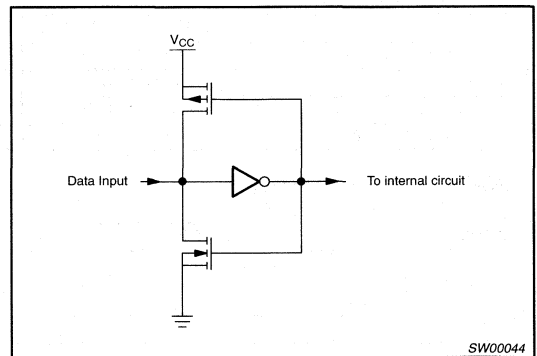 VCC
Data Input
To internal circuit
SW00044